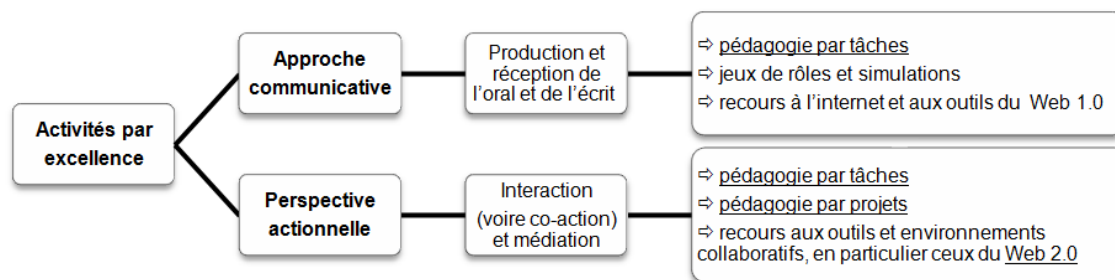 Activités par
excellence
Approche
communicative
Production et
réception de
l'oral et de l'écrit
⇨ pédagogie par tâches
⇨ jeux de rôles et simulations
⇨ recours à l'internet et aux outils du Web 1.0
Perspective
actionnelle
Interaction
(voire co-action)
et médiation
⇨ pédagogie par tâches
⇨ pédagogie par projets
⇨ recours aux outils et environnements
collaboratifs, en particulier ceux du Web 2.0